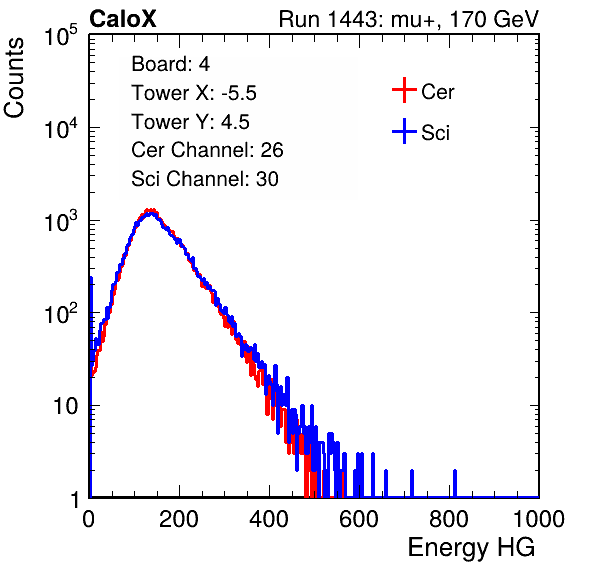 CaloX Run 1443: mu+, 170 GeV
Counts
Board: 4
Tower X: -5.5
Tower Y: 4.5
Cer Channel: 26
Sci Channel: 30
Cer
Sci
10^5
10^4
10^3
10^2
10
1
0 200 400 600 800 1000
Energy HG